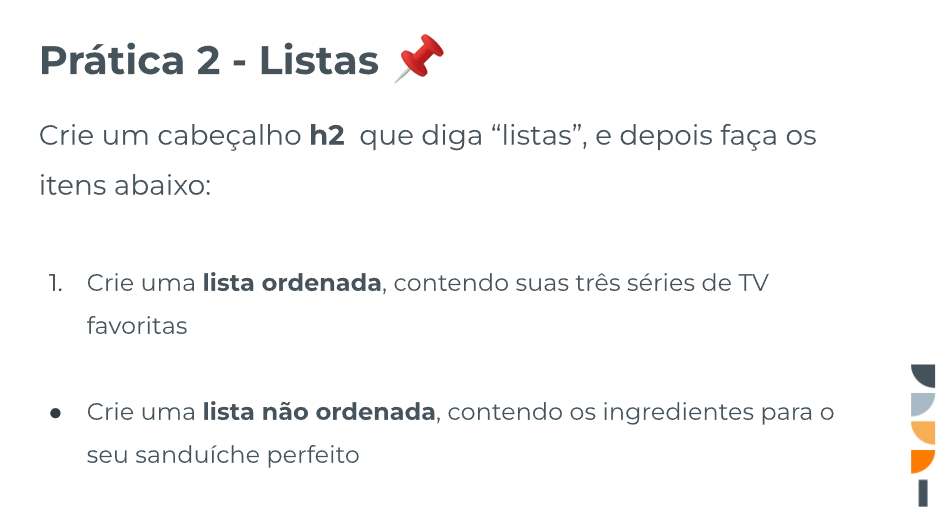 Prática 2 - Listas 📌
Crie um cabeçalho h2 que diga “listas”, e depois faça os
itens abaixo:
1. Crie uma lista ordenada, contendo suas três séries de TV
favoritas
● Crie uma lista não ordenada, contendo os ingredientes para o
seu sanduíche perfeito